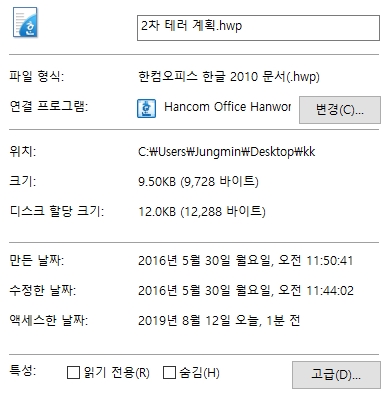 2차 테러 계획.hwp
파일 형식: 한컴오피스 한글 2010 문서(.hwp)
연결 프로그램: Hancom Office Hanwor 변경(C)...
위치: C:₩Users₩Jungmin₩Desktop₩kk
크기: 9.50KB (9,728 바이트)
디스크 할당 크기: 12.0KB (12,288 바이트)
만든 날짜: 2016년 5월 30일 월요일, 오전 11:50:41
수정한 날짜: 2016년 5월 30일 월요일, 오전 11:44:02
액세스한 날짜: 2019년 8월 12일 오늘, 1분 전
특성: 읽기 전용(R) 숨김(H) 고급(D)...